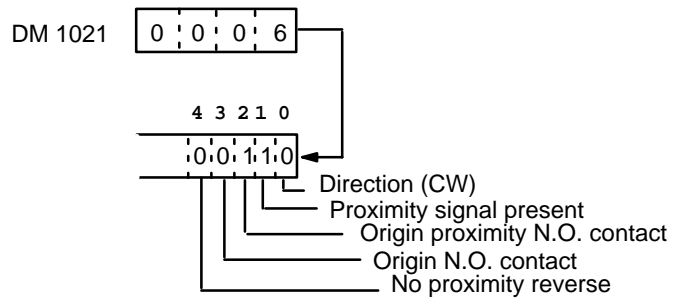 DM 1021 0 0 0 6
4 3 2 1 0
0 0 1 1 0
Direction (CW)
Proximity signal present
Origin proximity N.O. contact
Origin N.O. contact
No proximity reverse